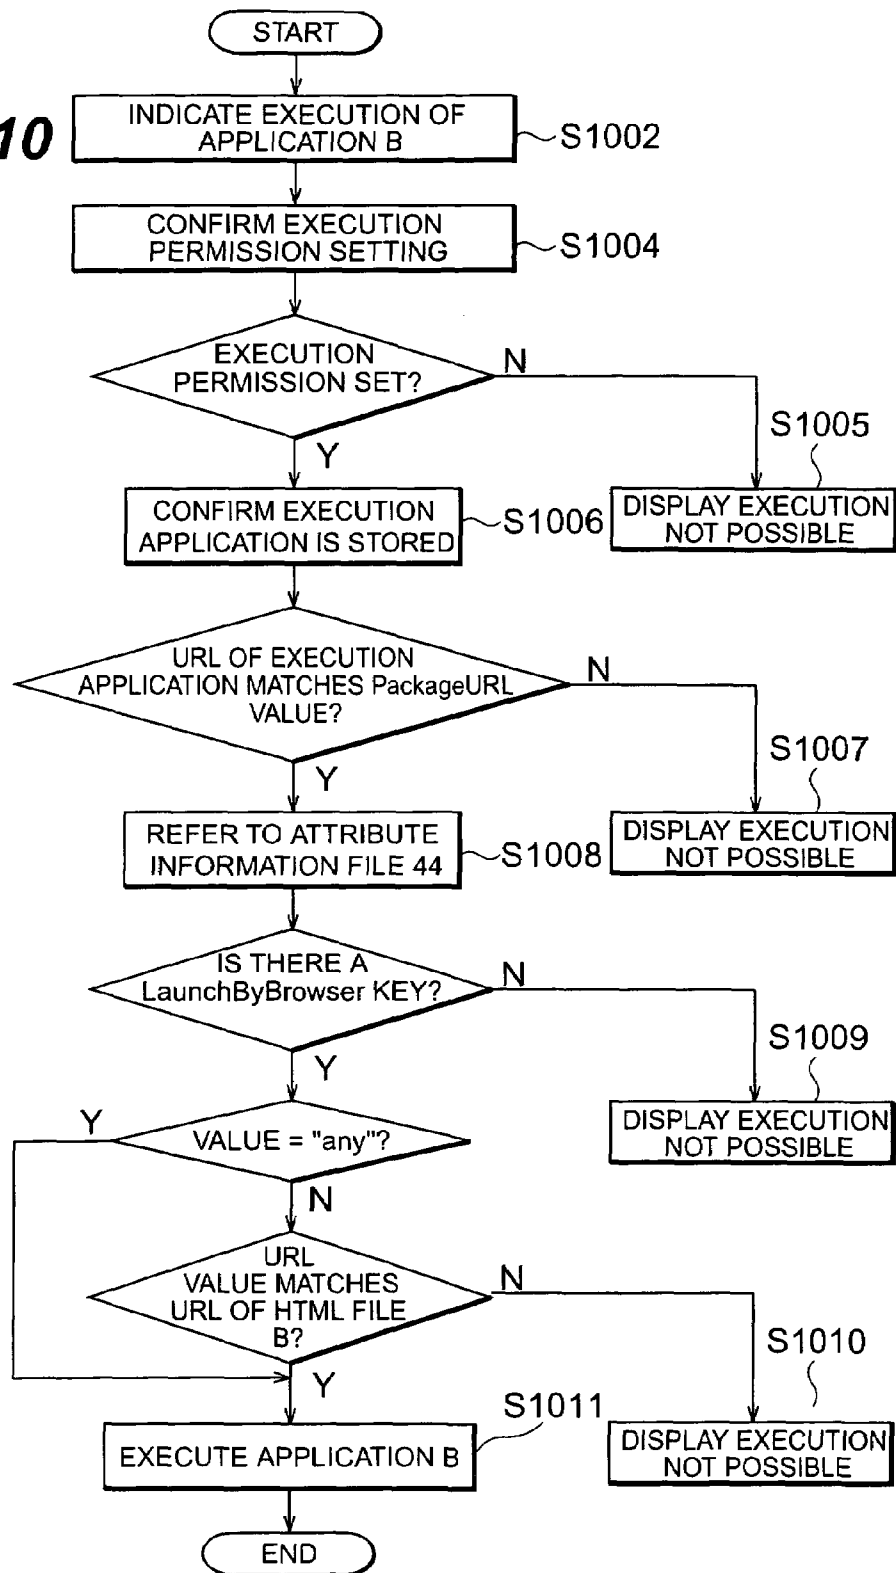 START
10
INDICATE EXECUTION OF
APPLICATION B
S1002
CONFIRM EXECUTION
PERMISSION SETTING
S1004
EXECUTION
PERMISSION SET?
N
Y
S1005
CONFIRM EXECUTION
APPLICATION IS STORED
S1006
DISPLAY EXECUTION
NOT POSSIBLE
URL OF EXECUTION
APPLICATION MATCHES PackageURL
VALUE?
N
Y
S1007
REFER TO ATTRIBUTE
INFORMATION FILE 44
S1008
DISPLAY EXECUTION
NOT POSSIBLE
IS THERE A
LaunchByBrowser KEY?
N
Y
S1009
DISPLAY EXECUTION
NOT POSSIBLE
Y
VALUE = "any"?
N
URL
VALUE MATCHES
URL OF HTML FILE
B?
N
Y
S1010
S1011
EXECUTE APPLICATION B
DISPLAY EXECUTION
NOT POSSIBLE
END